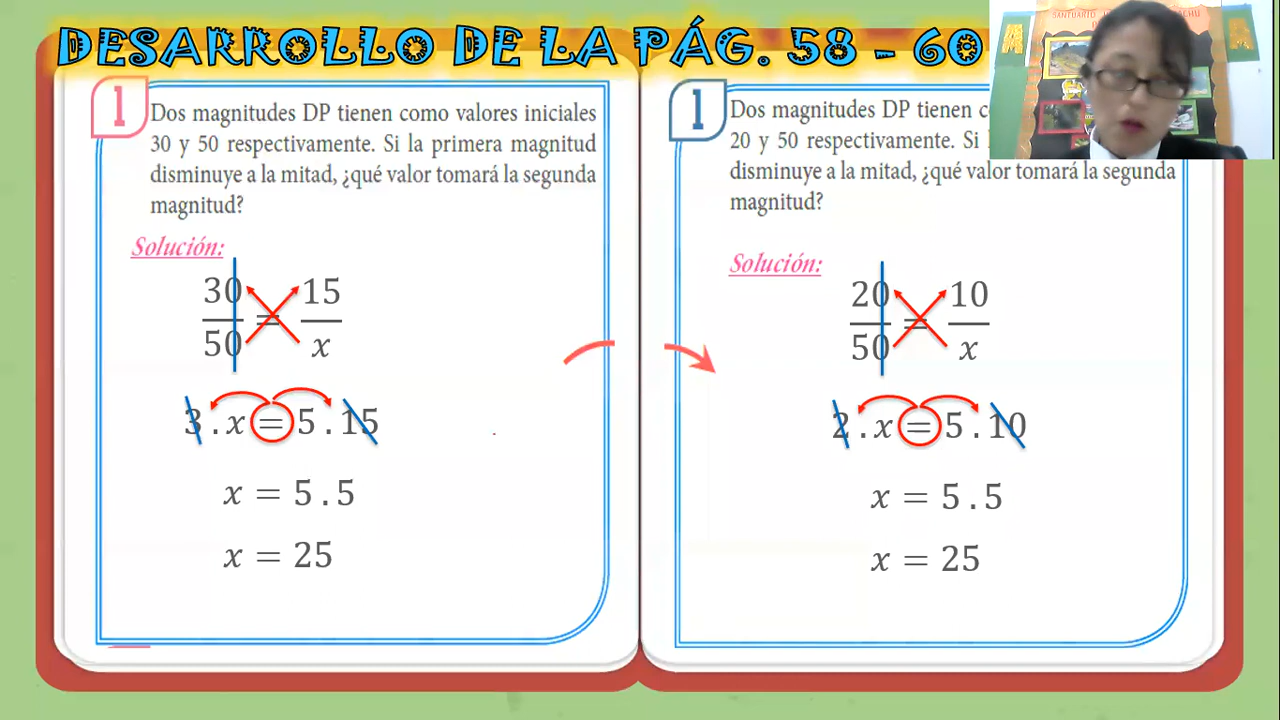 DESARROLLO DE LA PÁG. 58 - 60
1
Dos magnitudes DP tienen como valores iniciales
30 y 50 respectivamente. Si la primera magnitud
disminuye a la mitad, ¿qué valor tomará la segunda
magnitud?
Solución:
30/50 = 15/x
3 . x = 5 . 15
x = 5 . 5
x = 25
1
Dos magnitudes DP tienen
20 y 50 respectivamente. Si
disminuye a la mitad, ¿qué valor tomará la segunda
magnitud?
Solución:
20/50 = 10/x
2 . x = 5 . 10
x = 5 . 5
x = 25